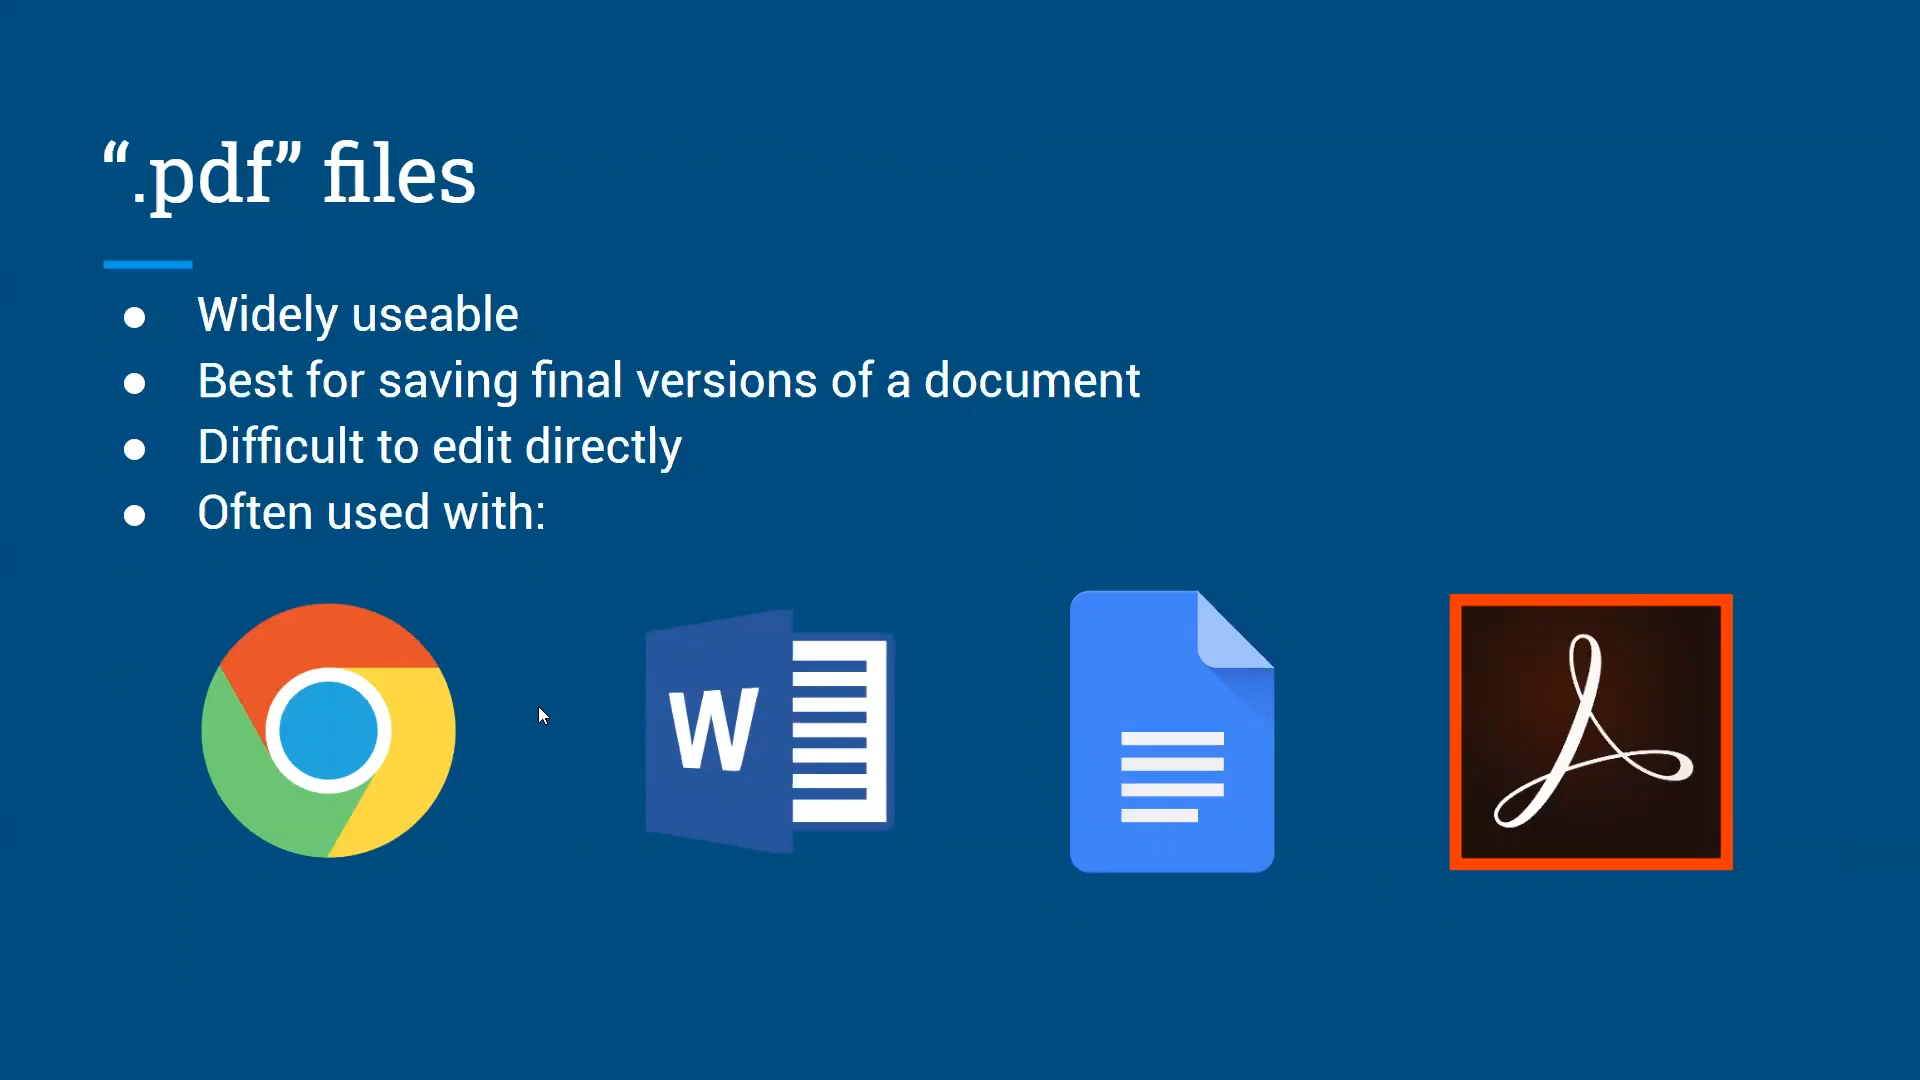 “.pdf” files
● Widely useable
● Best for saving final versions of a document
● Difficult to edit directly
● Often used with:
W